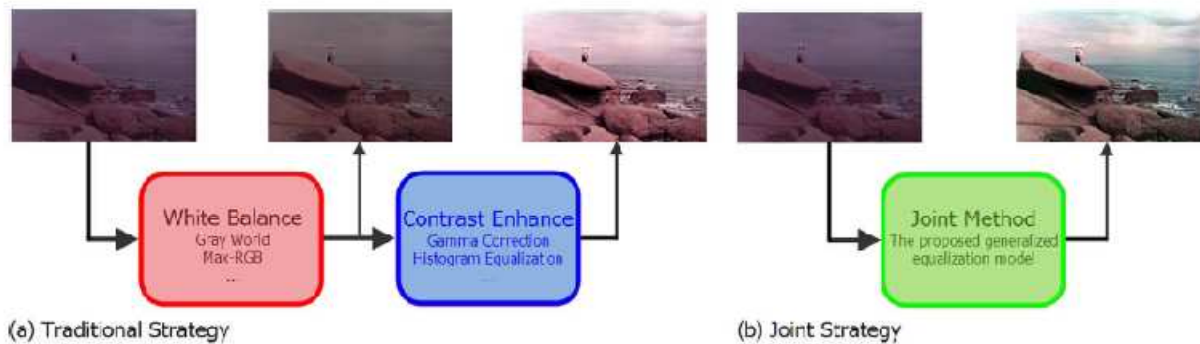 White Balance
Gray World
Max-RGB
...
Contrast Enhance
Gamma Correction
Histogram Equalization
...
(a) Traditional Strategy
Joint Method
The proposed generalized
equalization model
(b) Joint Strategy